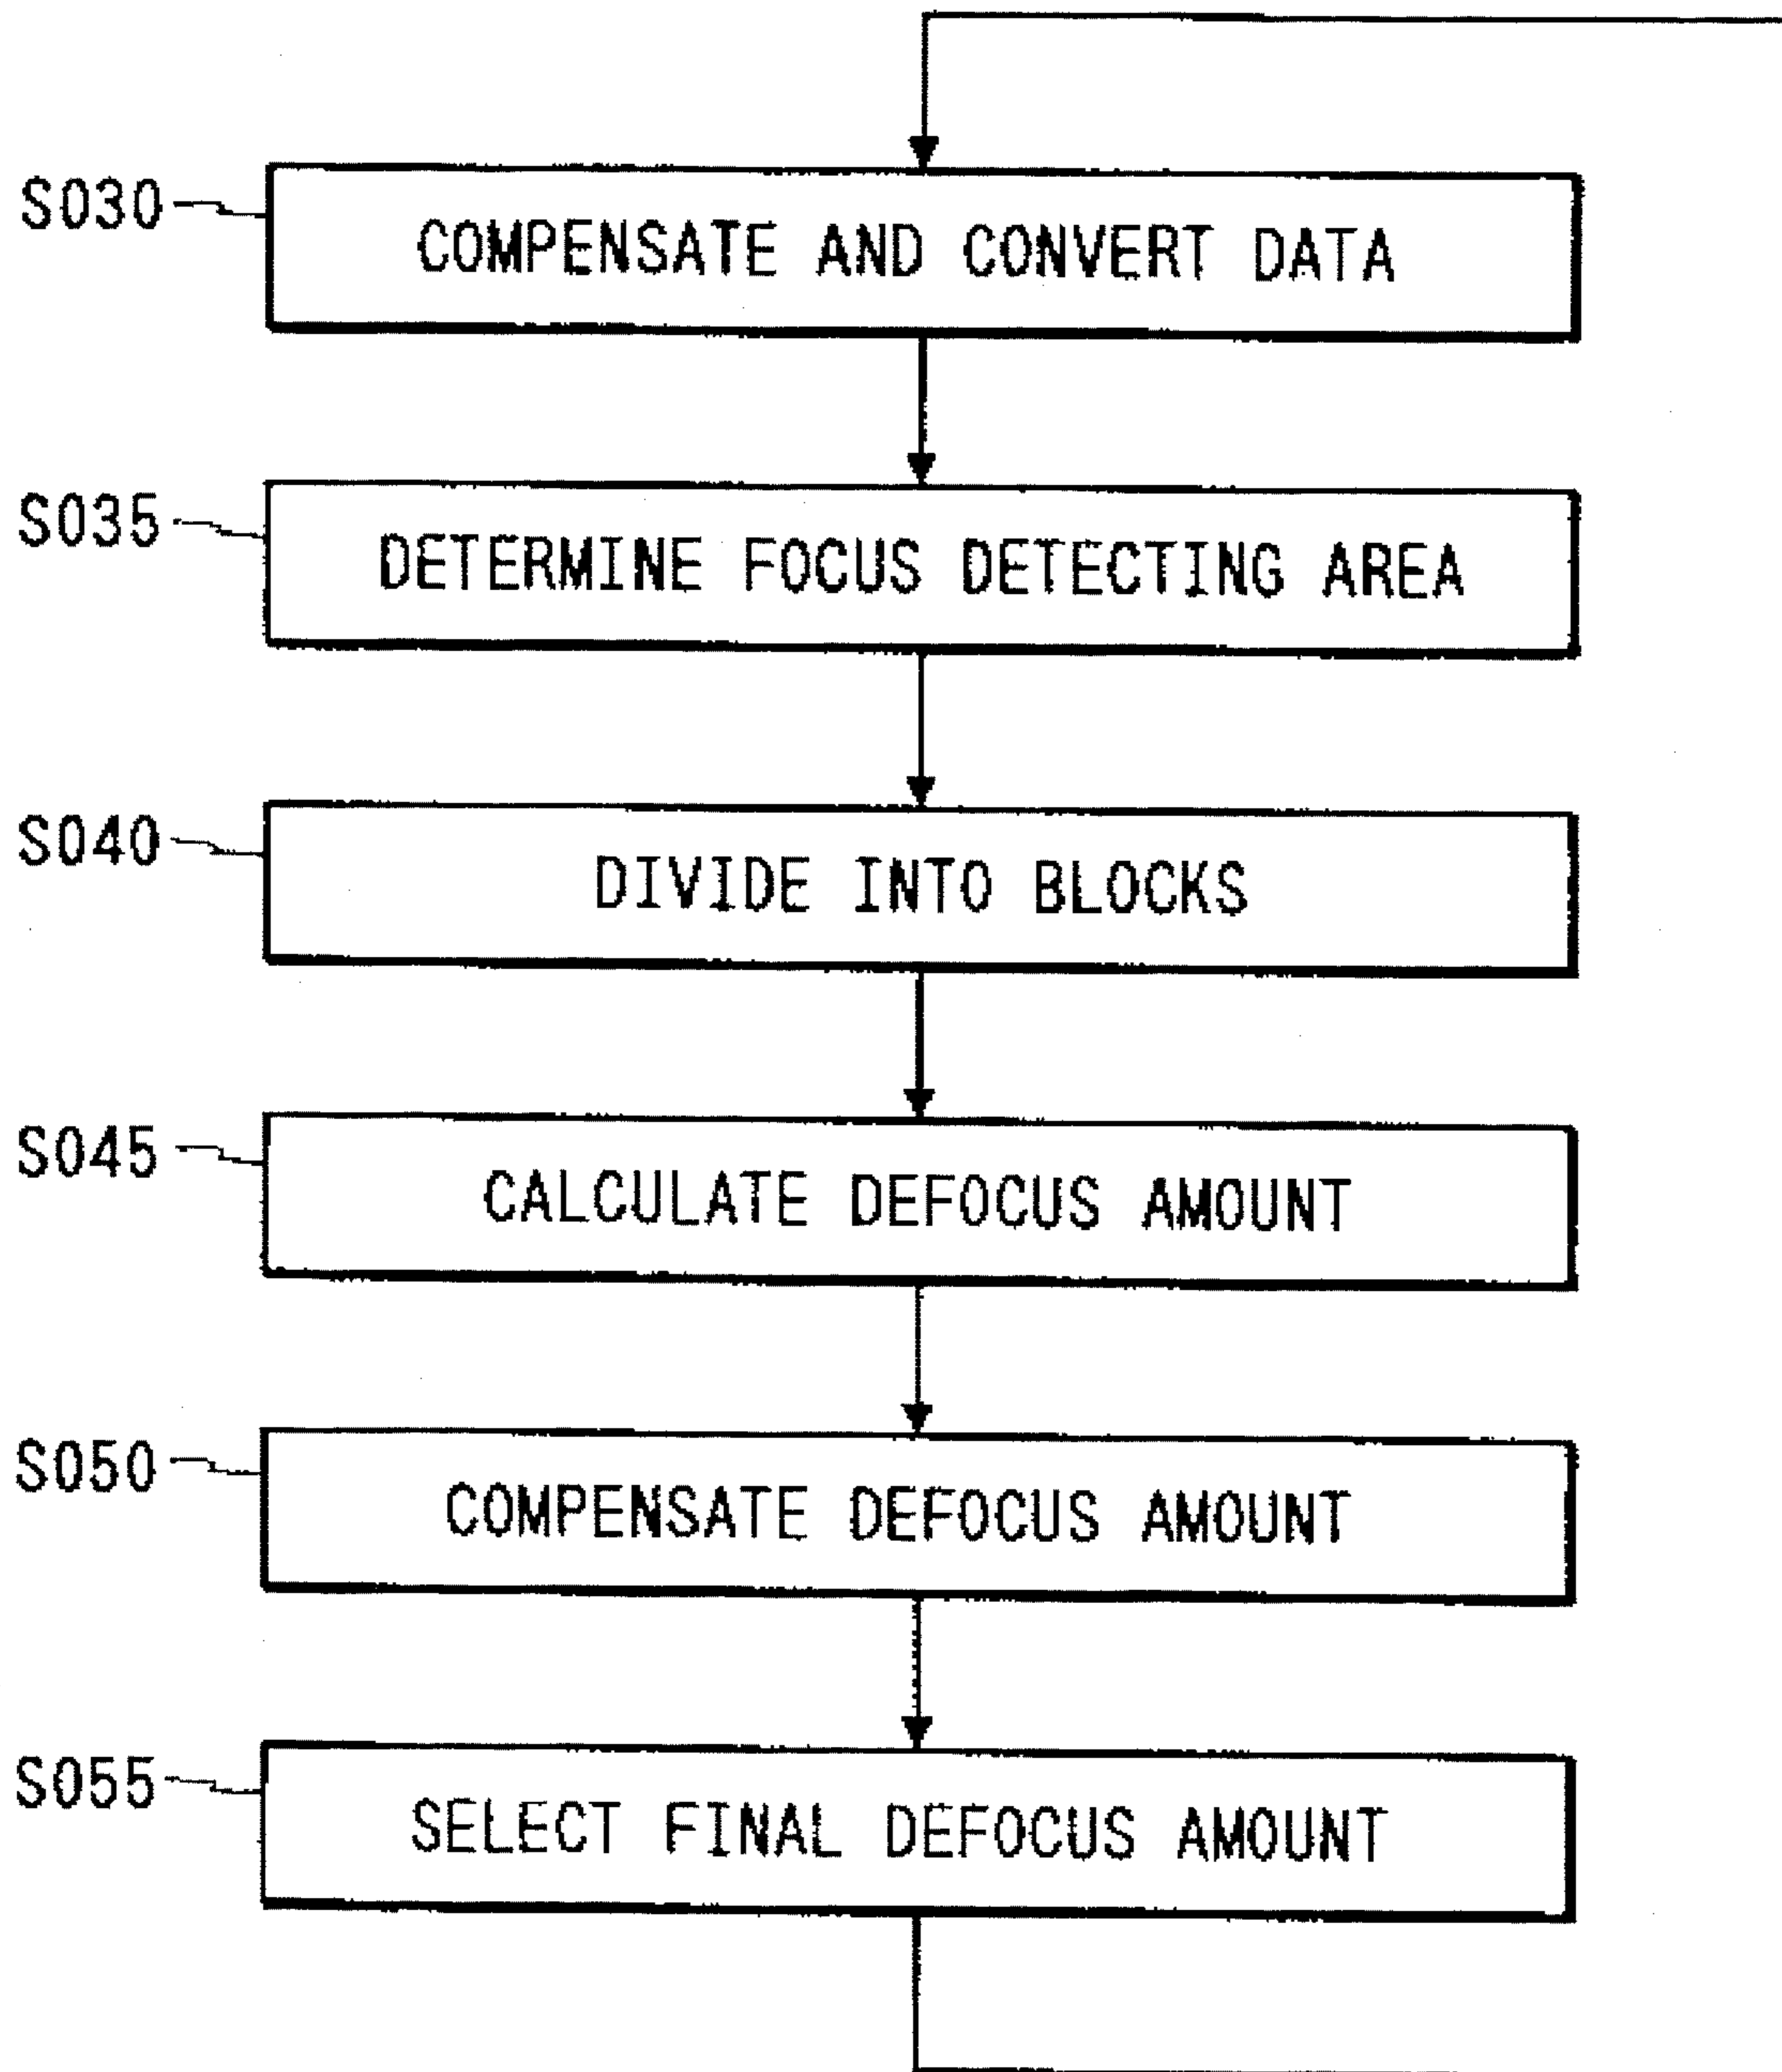 S030
COMPENSATE AND CONVERT DATA
S035
DETERMINE FOCUS DETECTING AREA
S040
DIVIDE INTO BLOCKS
S045
CALCULATE DEFOCUS AMOUNT
S050
COMPENSATE DEFOCUS AMOUNT
S055
SELECT FINAL DEFOCUS AMOUNT